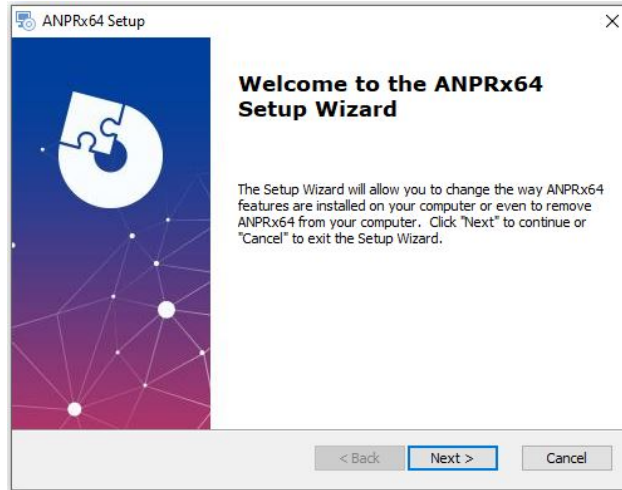 ANPRx64 Setup
Welcome to the ANPRx64
Setup Wizard
The Setup Wizard will allow you to change the way ANPRx64
features are installed on your computer or even to remove
ANPRx64 from your computer.  Click "Next" to continue or
"Cancel" to exit the Setup Wizard.
< Back
Next >
Cancel